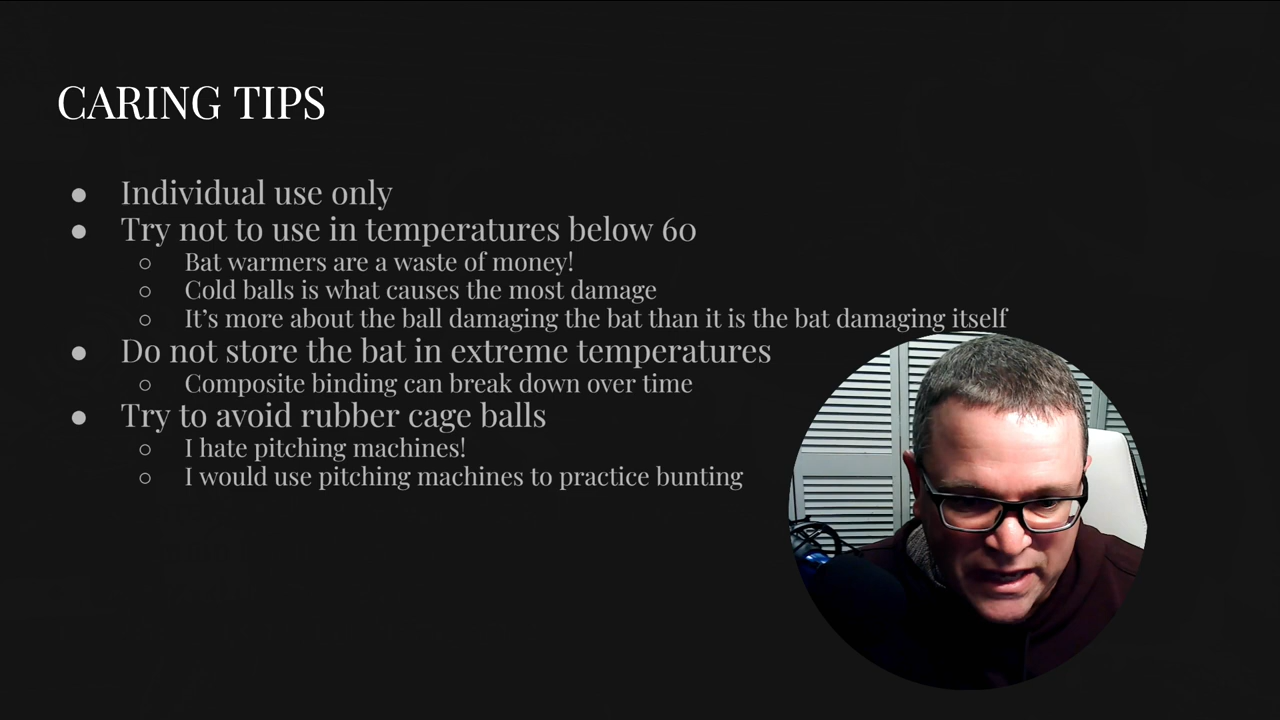 CARING TIPS
● Individual use only
● Try not to use in temperatures below 60
○ Bat warmers are a waste of money!
○ Cold balls is what causes the most damage
○ It's more about the ball damaging the bat than it is the bat damaging itself
● Do not store the bat in extreme temperatures
○ Composite binding can break down over time
● Try to avoid rubber cage balls
○ I hate pitching machines!
○ I would use pitching machines to practice bunting